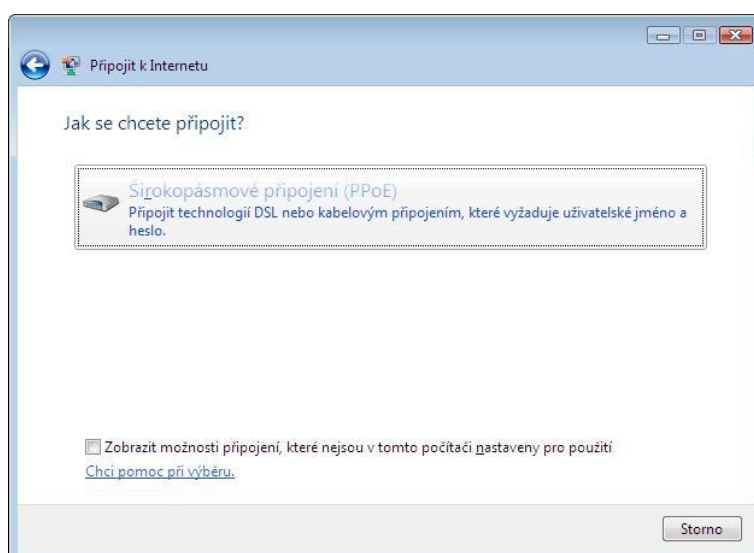 Připojit k Internetu
Jak se chcete připojit?
Širokopásmové připojení (PPoE)
Připojit technologií DSL nebo kabelovým připojením, které vyžaduje uživatelské jméno a
heslo.
Zobrazit možnosti připojení, které nejsou v tomto počítači nastaveny pro použití
Chci pomoc při výběru.
Storno